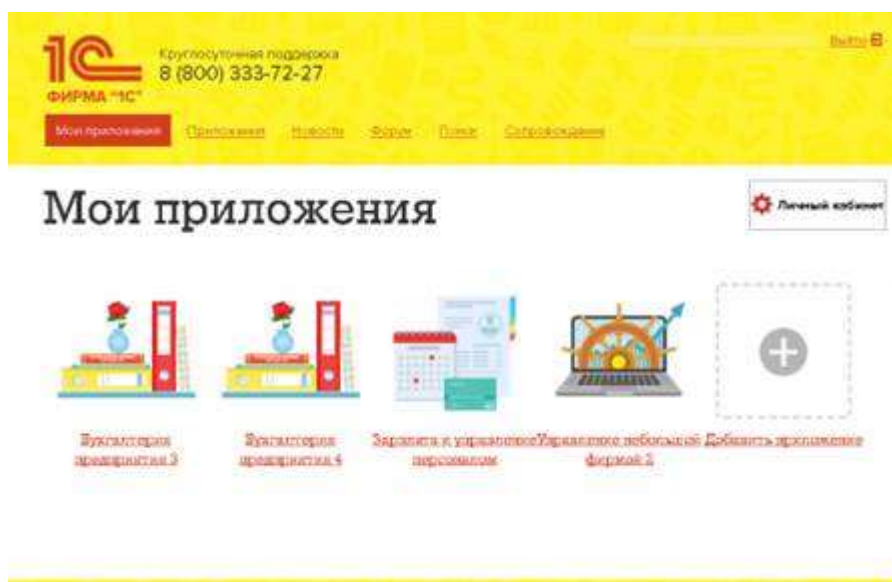 1С
ФИРМА "1С"
Круглосуточная поддержка
8 (800) 333-72-27
Выйти
Мои приложения
Приложения Новости Форум Поиск Сопровождение
Мои приложения
Личный кабинет
Бухгалтерия
предприятия 3
Бухгалтерия
предприятия 4
Зарплата и управление
персоналом
Управление небольшой
фирмой 2
Добавить приложение